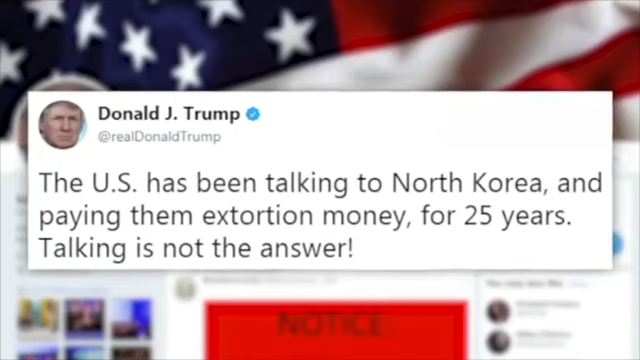 Donald J. Trump
@realDonaldTrump
The U.S. has been talking to North Korea, and
paying them extortion money, for 25 years.
Talking is not the answer!
NOTICE: